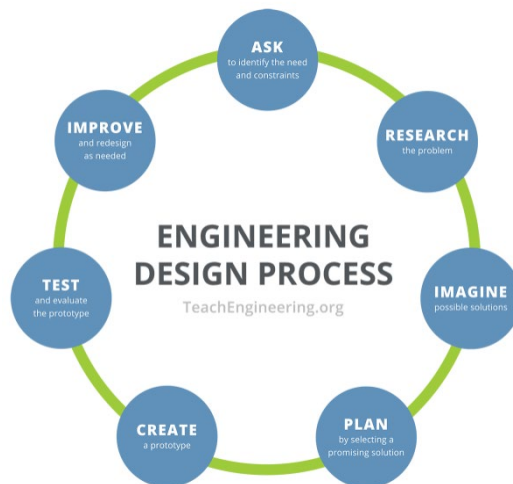 ASK
to identify the need
and constraints
RESEARCH
the problem
IMAGINE
possible solutions
PLAN
by selecting a
promising solution
CREATE
a prototype
TEST
and evaluate
the prototype
IMPROVE
and redesign
as needed
ENGINEERING
DESIGN PROCESS
TeachEngineering.org